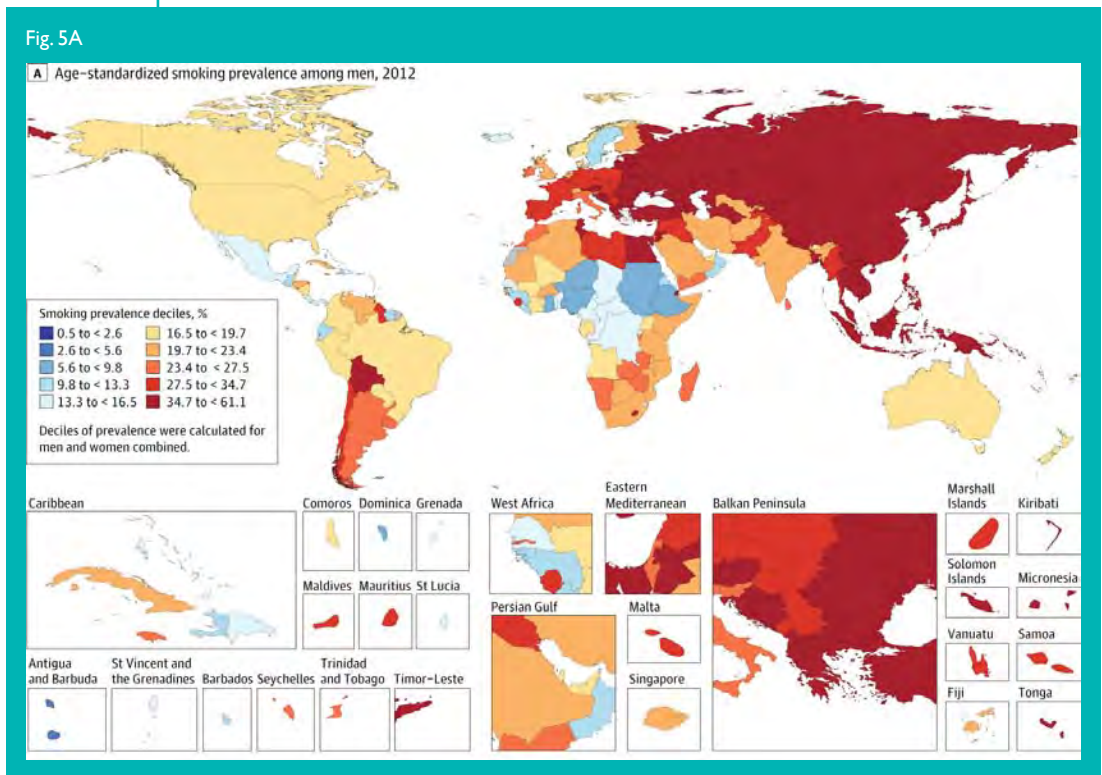 Fig. 5A
A Age-standardized smoking prevalence among men, 2012
Smoking prevalence deciles, %
0.5 to < 2.6
2.6 to < 5.6
5.6 to < 9.8
9.8 to < 13.3
13.3 to < 16.5
16.5 to < 19.7
19.7 to < 23.4
23.4 to < 27.5
27.5 to < 34.7
34.7 to < 61.1
Deciles of prevalence were calculated for
men and women combined.
Caribbean
Comoros
Dominica
Grenada
Maldives
Mauritius
St Lucia
Antigua
and Barbuda
St Vincent and
the Grenadines
Barbados
Seychelles
Trinidad
and Tobago
Timor-Leste
West Africa
Eastern
Mediterranean
Persian Gulf
Malta
Singapore
Balkan Peninsula
Marshall
Islands
Kiribati
Solomon
Islands
Micronesia
Vanuatu
Samoa
Fiji
Tonga